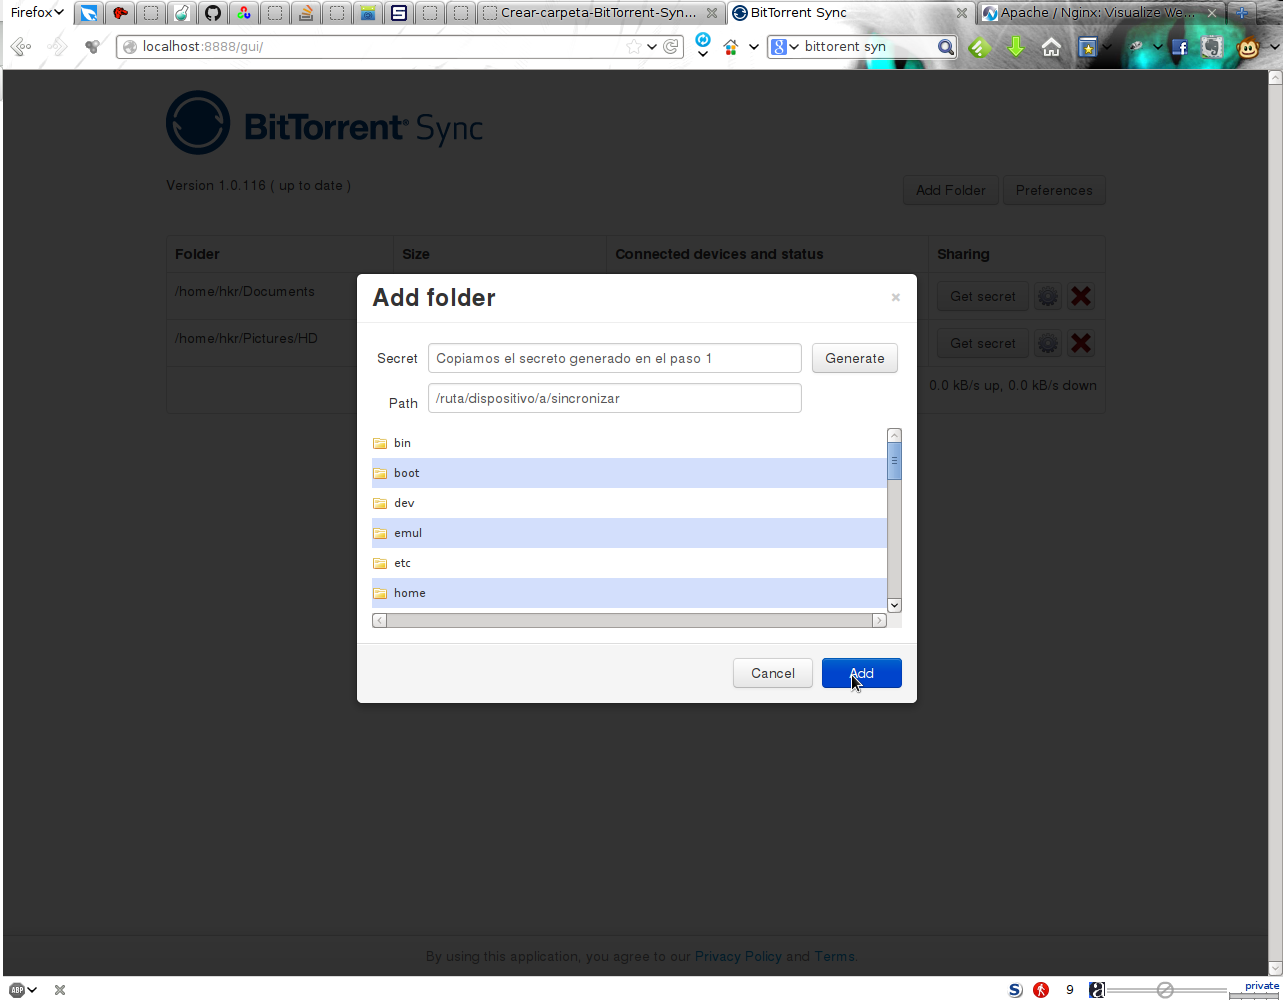 Firefox
Crear-carpeta-BitTorrent-Syn...
BitTorrent Sync
Apache / Nginx: Visualize We...
localhost:8888/gui/
bittorent syn
BitTorrent® Sync
Version 1.0.116 ( up to date )
Add Folder
Preferences
Folder
Size
Connected devices and status
Sharing
/home/hkr/Documents
Get secret
/home/hkr/Pictures/HD
Get secret
0.0 kB/s up, 0.0 kB/s down
Add folder
×
Secret
Copiamos el secreto generado en el paso 1
Generate
Path
/ruta/dispositivo/a/sincronizar
bin
boot
dev
emul
etc
home
Cancel
Add
By using this application, you agree to our Privacy Policy and Terms.
ABP
S
9
a
private